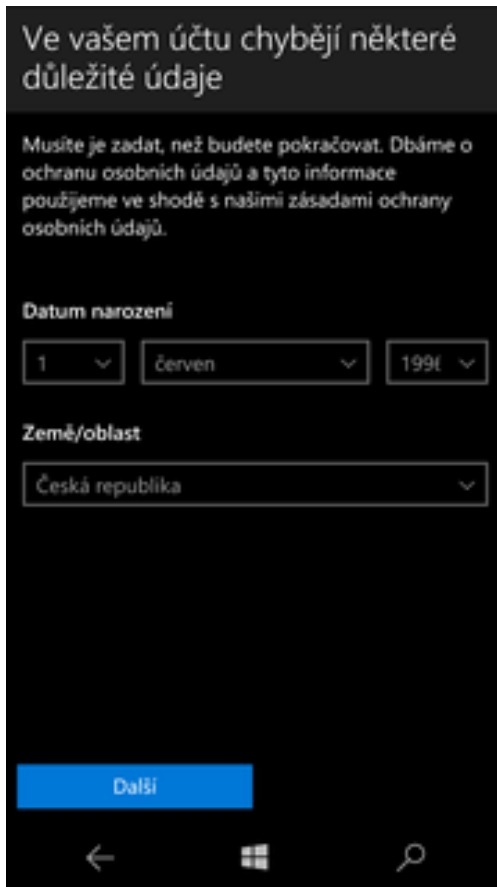 Ve vašem účtu chybějí některé
důležité údaje
Musíte je zadat, než budete pokračovat. Dbáme o
ochranu osobních údajů a tyto informace
použijeme ve shodě s našimi zásadami ochrany
osobních údajů.
Datum narození
1 červen
Země/oblast
Česká republika
Další